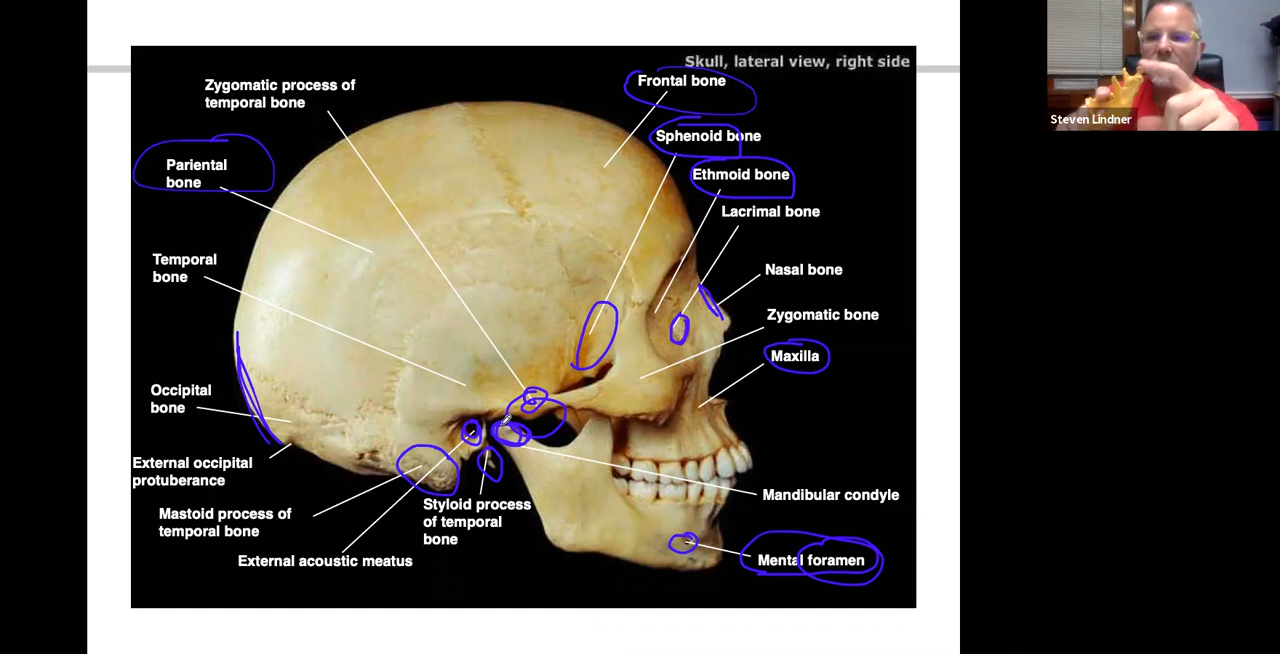 Skull, lateral view, right side
Zygomatic process of
temporal bone
Frontal bone
Sphenoid bone
Pariental
bone
Ethmoid bone
Lacrimal bone
Temporal
bone
Nasal bone
Zygomatic bone
Maxilla
Occipital
bone
External occipital
protuberance
Mastoid process of
temporal bone
Styloid process
of temporal
bone
External acoustic meatus
Mandibular condyle
Mental foramen
Steven Lindner